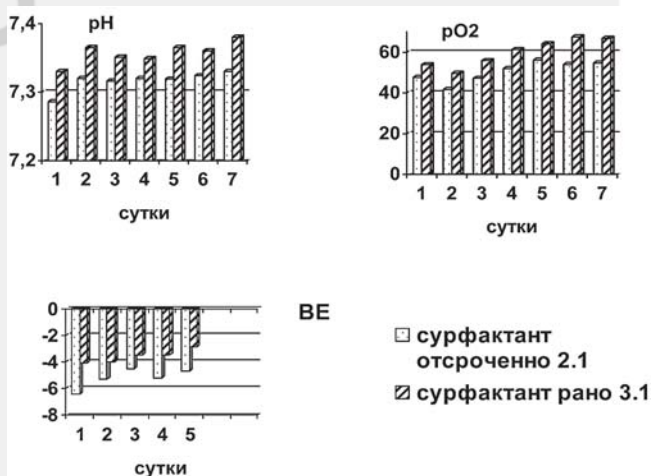 pH
7,4
7,3
7,2
1 2 3 4 5 6 7
сутки
pO2
60
40
20
0
1 2 3 4 5 6 7
сутки
BE
0
-2
-4
-6
-8
1 2 3 4 5
сутки
сурфактант
отсроченно 2.1
сурфактант рано 3.1